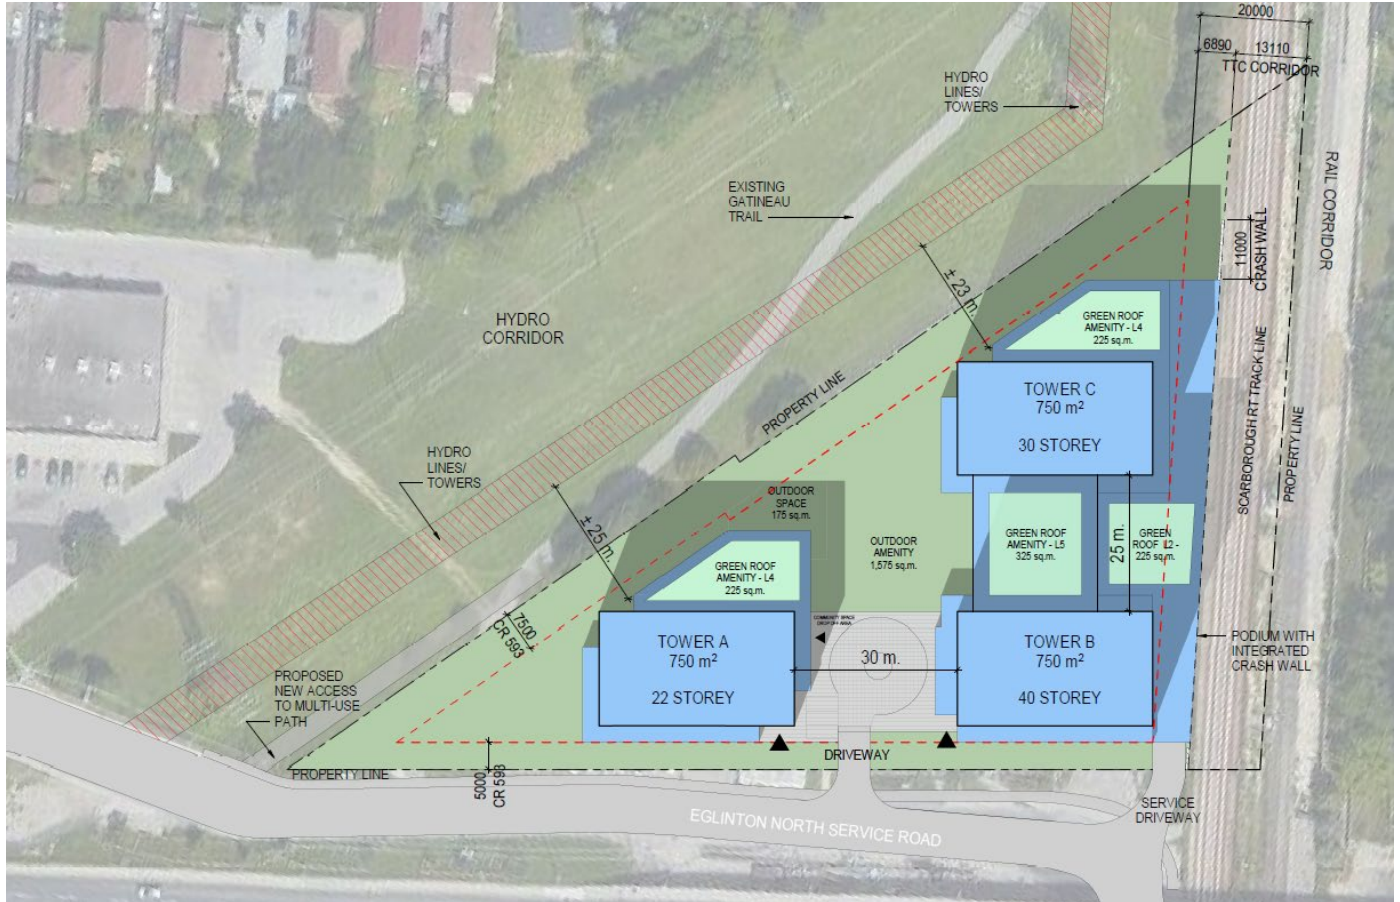 20000
6890
13110
TTC CORRIDOR
HYDRO
LINES/
TOWERS
RAIL CORRIDOR
EXISTING
GATINEAU
TRAIL
11000
CRASH WALL
± 23 m.
HYDRO
CORRIDOR
GREEN ROOF
AMENITY - L4
225 sq.m.
SCARBOROUGH RT TRACK LINE
PROPERTY LINE
PROPERTY LINE
TOWER C
750 m²
30 STOREY
HYDRO
LINES/
TOWERS
OUTDOOR
SPACE
175 sq.m.
± 25 m.
OUTDOOR
AMENITY
1,575 sq.m.
GREEN ROOF
AMENITY - L5
325 sq.m.
25 m.
GREEN
ROOF L2 -
225 sq.m.
GREEN ROOF
AMENITY - L4
225 sq.m.
7500
CR 593
COMMUNITY SPACE
DROP OFF AREA
TOWER A
750 m²
22 STOREY
30 m.
TOWER B
750 m²
40 STOREY
PODIUM WITH
INTEGRATED
CRASH WALL
PROPOSED
NEW ACCESS
TO MULTI-USE
PATH
PROPERTY LINE
5000
CR 593
DRIVEWAY
EGLINTON NORTH SERVICE ROAD
SERVICE
DRIVEWAY